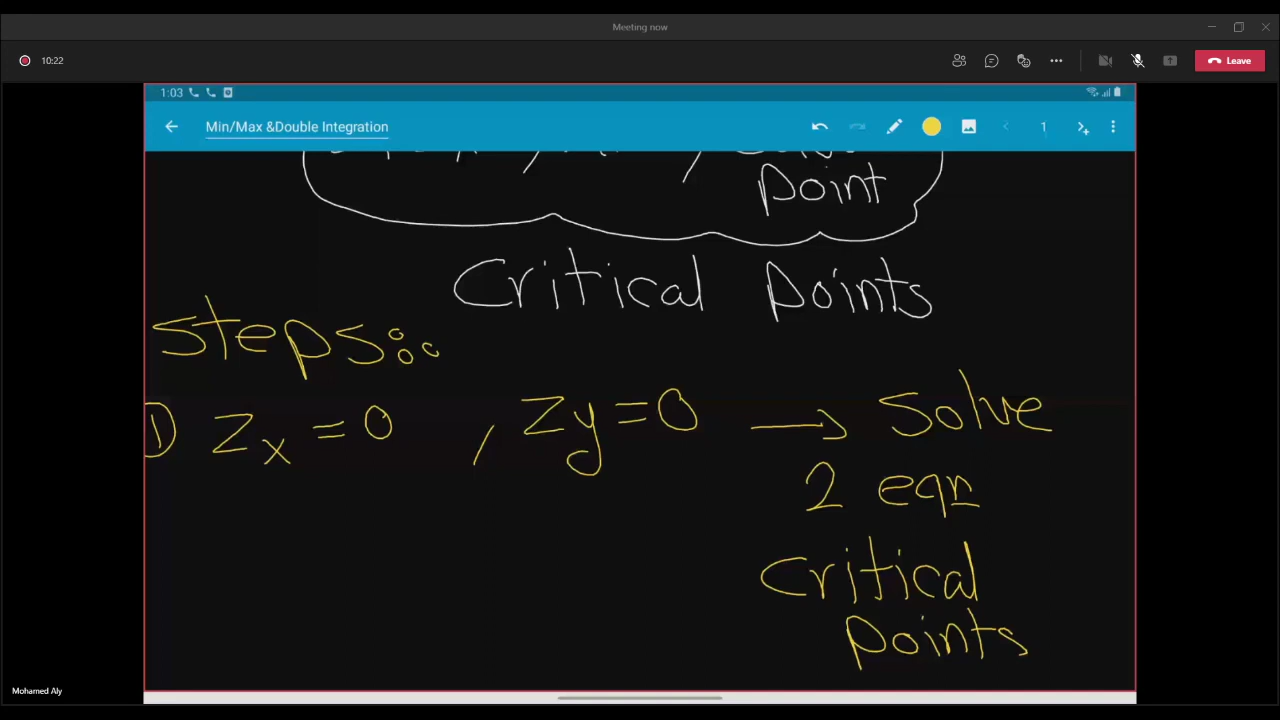 Meeting now
10:22
Leave
1:03
Min/Max &Double Integration
1
point
Critical Points
Steps:
① Zx = 0 , Zy = 0 → Solve
2 eqn
Critical
points
Mohamed Aly